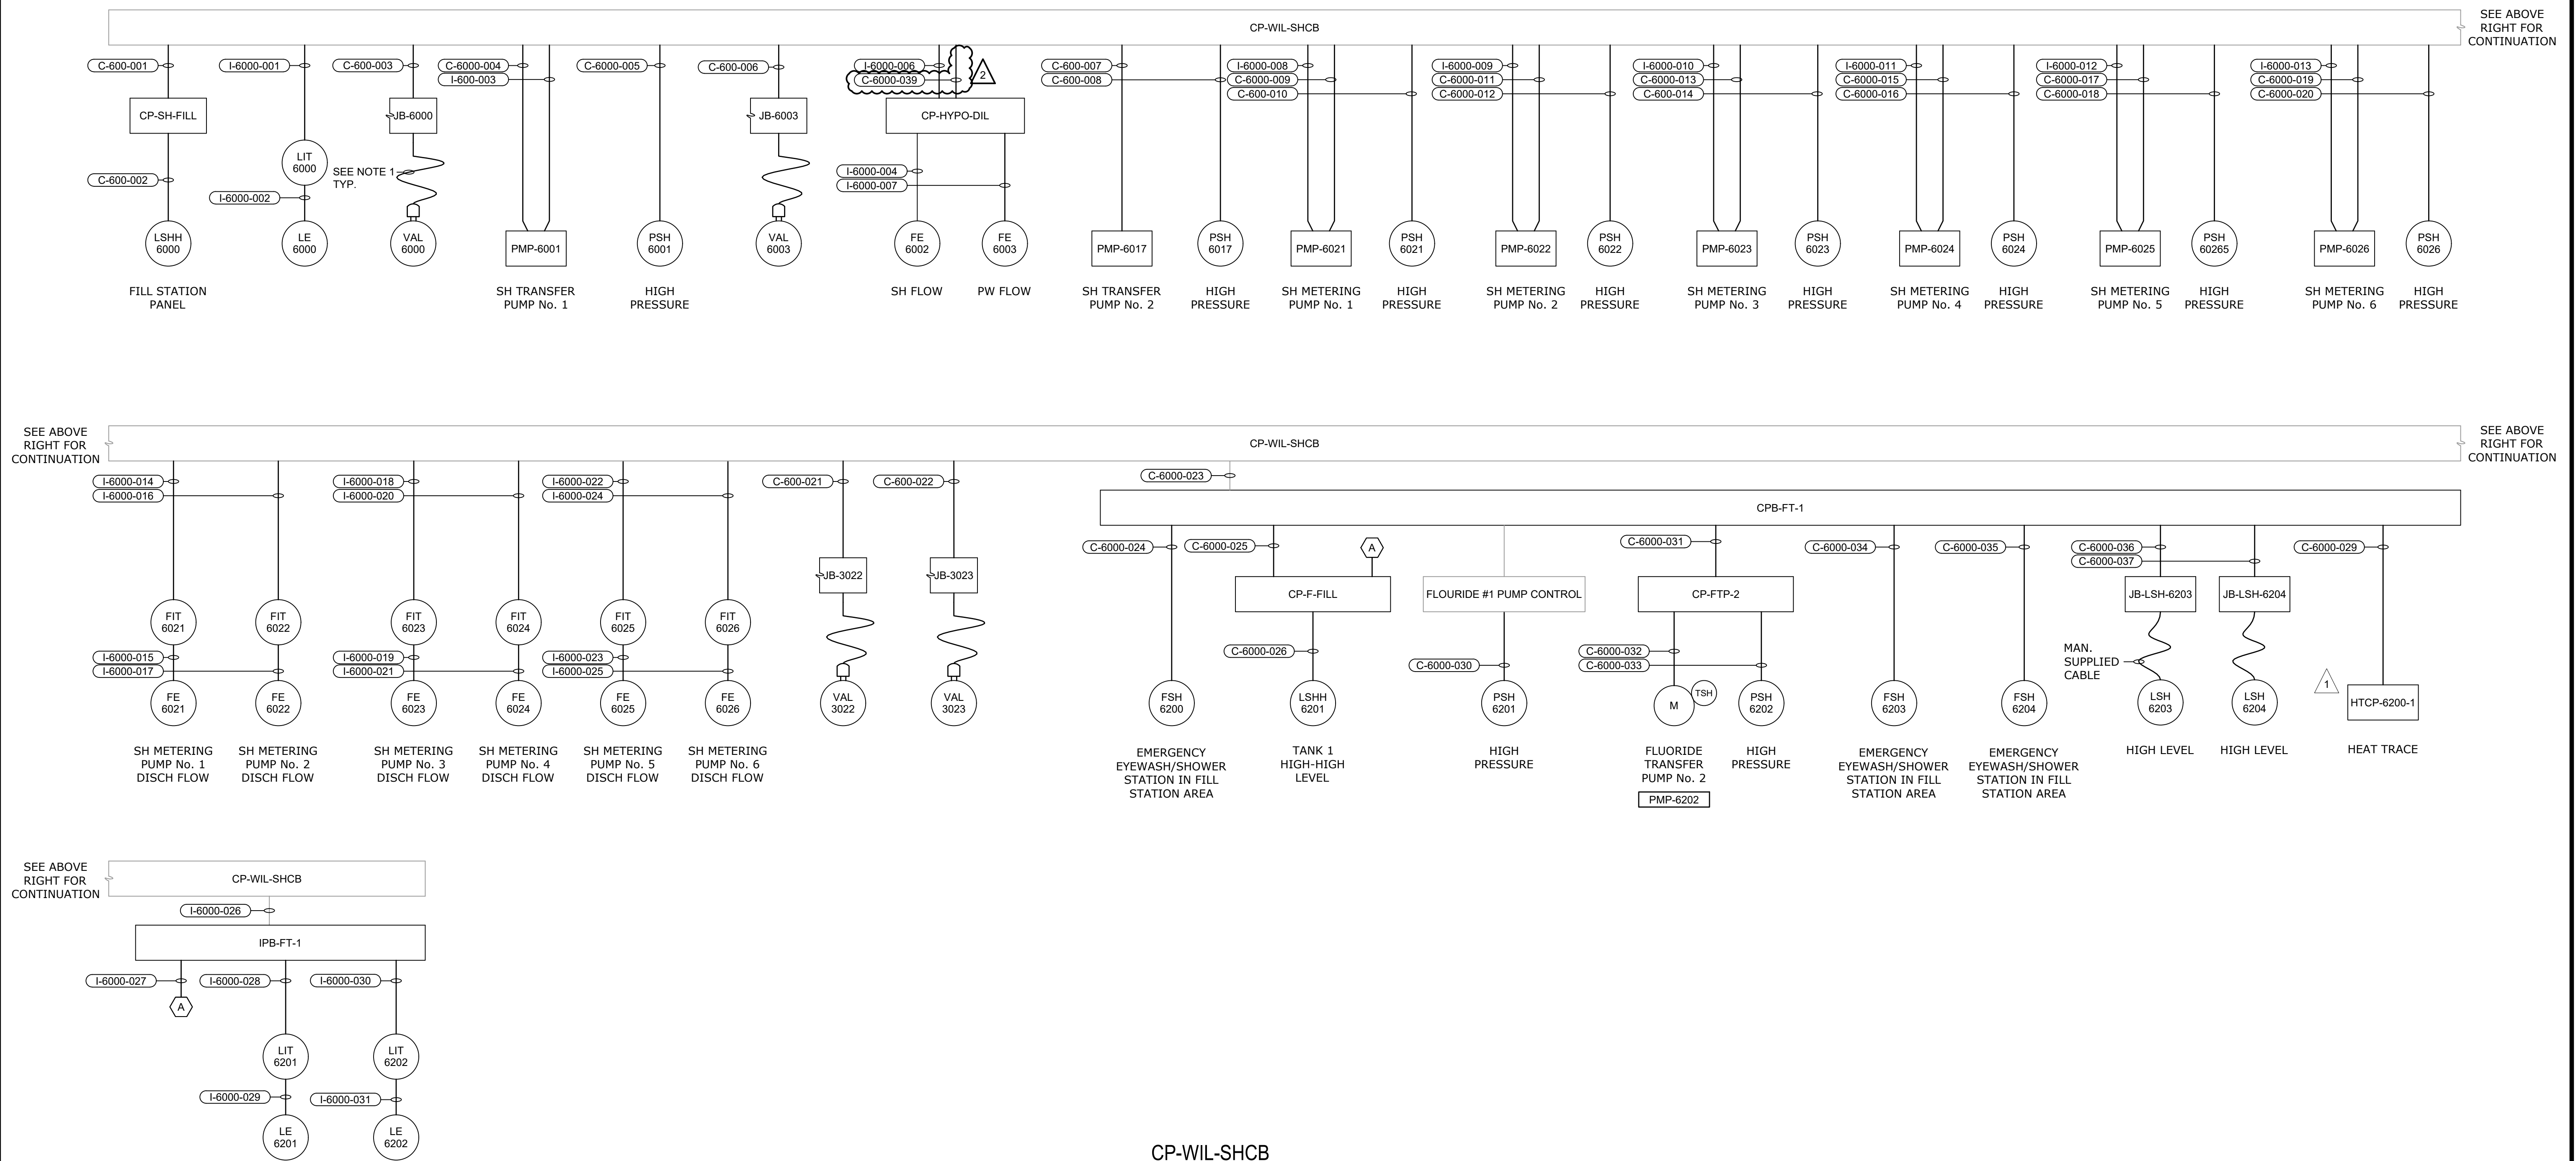 CP-WIL-SHCB
SEE ABOVE
RIGHT FOR
CONTINUATION
C-600-001
I-6000-001
C-600-003
C-6000-004
I-600-003
C-6000-005
C-600-006
I-6000-006
C-6000-039
2
C-600-007
C-600-008
I-6000-008
C-6000-009
C-600-010
I-6000-009
C-6000-011
C-6000-012
I-6000-010
C-6000-013
C-600-014
I-6000-011
C-6000-015
C-6000-016
I-6000-012
C-6000-017
C-6000-018
I-6000-013
C-6000-019
C-6000-020
CP-SH-FILL
JB-6000
JB-6003
CP-HYPO-DIL
LIT
6000
SEE NOTE 1
TYP.
C-600-002
I-6000-002
I-6000-004
I-6000-007
LSHH
6000
LE
6000
VAL
6000
PMP-6001
PSH
6001
VAL
6003
FE
6002
FE
6003
PMP-6017
PSH
6017
PMP-6021
PSH
6021
PMP-6022
PSH
6022
PMP-6023
PSH
6023
PMP-6024
PSH
6024
PMP-6025
PSH
60265
PMP-6026
PSH
6026
FILL STATION
PANEL
SH TRANSFER
PUMP No. 1
HIGH
PRESSURE
SH FLOW
PW FLOW
SH TRANSFER
PUMP No. 2
HIGH
PRESSURE
SH METERING
PUMP No. 1
HIGH
PRESSURE
SH METERING
PUMP No. 2
HIGH
PRESSURE
SH METERING
PUMP No. 3
HIGH
PRESSURE
SH METERING
PUMP No. 4
HIGH
PRESSURE
SH METERING
PUMP No. 5
HIGH
PRESSURE
SH METERING
PUMP No. 6
HIGH
PRESSURE
SEE ABOVE
RIGHT FOR
CONTINUATION
CP-WIL-SHCB
SEE ABOVE
RIGHT FOR
CONTINUATION
I-6000-014
I-6000-016
I-6000-018
I-6000-020
I-6000-022
I-6000-024
C-600-021
C-600-022
C-6000-023
CPB-FT-1
C-6000-024
C-6000-025
A
C-6000-031
C-6000-034
C-6000-035
C-6000-036
C-6000-037
C-6000-029
JB-3022
JB-3023
CP-F-FILL
FLOURIDE #1 PUMP CONTROL
CP-FTP-2
JB-LSH-6203
JB-LSH-6204
FIT
6021
FIT
6022
FIT
6023
FIT
6024
FIT
6025
FIT
6026
I-6000-015
I-6000-017
I-6000-019
I-6000-021
I-6000-023
I-6000-025
C-6000-026
C-6000-030
C-6000-032
C-6000-033
MAN.
SUPPLIED
CABLE
FE
6021
FE
6022
FE
6023
FE
6024
FE
6025
FE
6026
VAL
3022
VAL
3023
FSH
6200
LSHH
6201
PSH
6201
M
TSH
PSH
6202
FSH
6203
FSH
6204
LSH
6203
LSH
6204
1
HTCP-6200-1
SH METERING
PUMP No. 1
DISCH FLOW
SH METERING
PUMP No. 2
DISCH FLOW
SH METERING
PUMP No. 3
DISCH FLOW
SH METERING
PUMP No. 4
DISCH FLOW
SH METERING
PUMP No. 5
DISCH FLOW
SH METERING
PUMP No. 6
DISCH FLOW
EMERGENCY
EYEWASH/SHOWER
STATION IN FILL
STATION AREA
TANK 1
HIGH-HIGH
LEVEL
HIGH
PRESSURE
FLUORIDE
TRANSFER
PUMP No. 2
PMP-6202
HIGH
PRESSURE
EMERGENCY
EYEWASH/SHOWER
STATION IN FILL
STATION AREA
EMERGENCY
EYEWASH/SHOWER
STATION IN FILL
STATION AREA
HIGH LEVEL
HIGH LEVEL
HEAT TRACE
SEE ABOVE
RIGHT FOR
CONTINUATION
CP-WIL-SHCB
I-6000-026
IPB-FT-1
I-6000-027
I-6000-028
I-6000-030
A
LIT
6201
LIT
6202
I-6000-029
I-6000-031
LE
6201
LE
6202
CP-WIL-SHCB